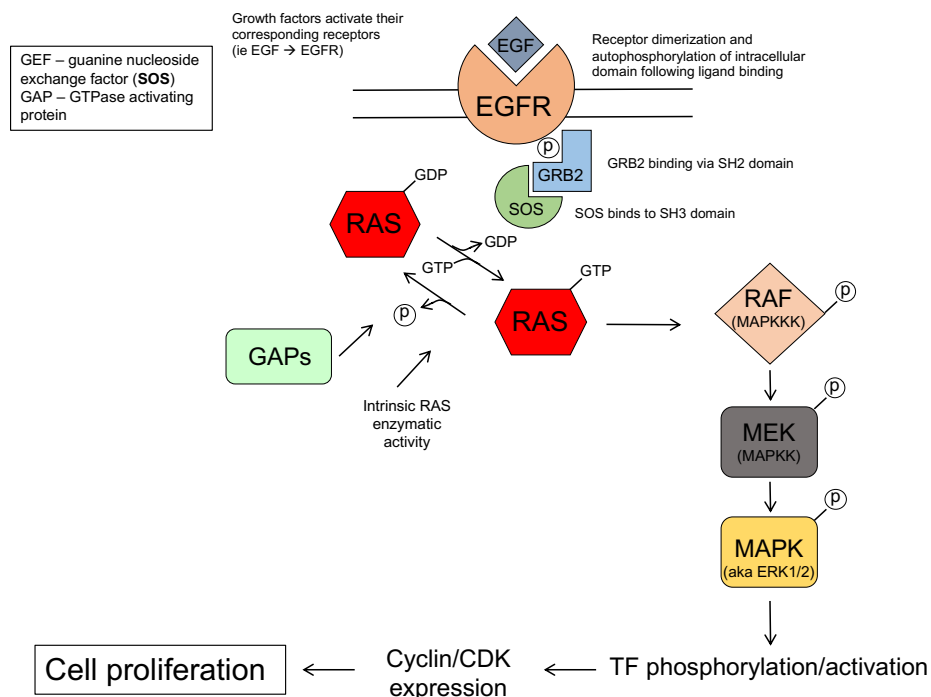 Growth factors activate their
corresponding receptors
(ie EGF → EGFR)
GEF – guanine nucleoside
exchange factor (SOS)
GAP – GTPase activating
protein
EGF
EGFR
Receptor dimerization and
autophosphorylation of intracellular
domain following ligand binding
p
GRB2
GRB2 binding via SH2 domain
SOS
SOS binds to SH3 domain
GDP
RAS
GDP
GTP
GTP
RAS
p
GAPs
Intrinsic RAS
enzymatic
activity
RAF
(MAPKKK)
p
MEK
(MAPKK)
p
MAPK
(aka ERK1/2)
p
TF phosphorylation/activation
Cyclin/CDK
expression
Cell proliferation